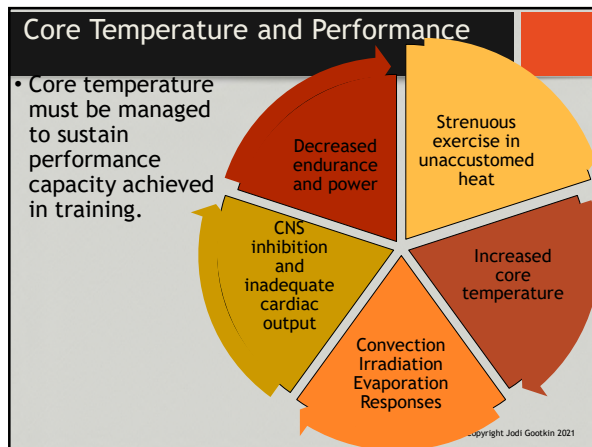 Core Temperature and Performance
• Core temperature
must be managed
to sustain
performance
capacity achieved
in training.
Strenuous
exercise in
unaccustomed
heat
Increased
core
temperature
Convection
Irradiation
Evaporation
Responses
CNS
inhibition
and
inadequate
cardiac
output
Decreased
endurance
and power
Copyright Jodi Gootkin 2021